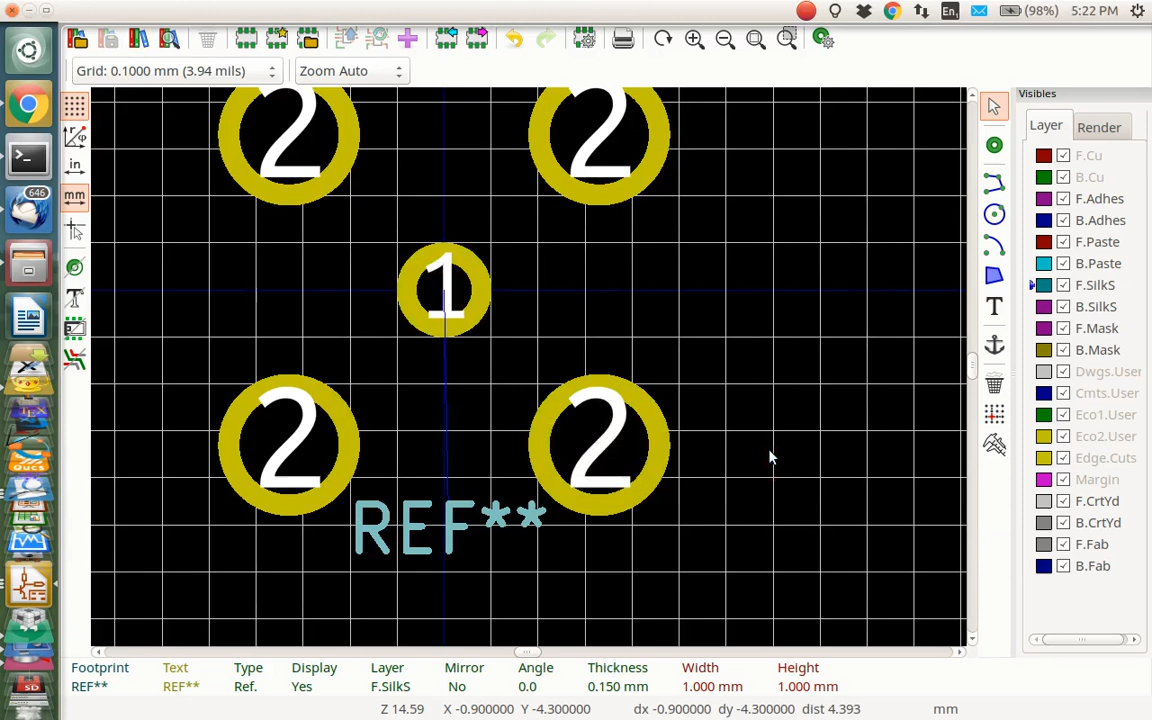 En1
(98%)
5:22 PM
Grid: 0.1000 mm (3.94 mils)
Zoom Auto
Visibles
Layer
Render
in
mm
646
2
2
1
2
2
REF**
T
F.Cu
B.Cu
F.Adhes
B.Adhes
F.Paste
B.Paste
F.SilkS
B.SilkS
F.Mask
B.Mask
Dwgs.User
Cmts.User
Eco1.User
Eco2.User
Edge.Cuts
Margin
F.CrtYd
B.CrtYd
F.Fab
B.Fab
Footprint Text Type Display Layer Mirror Angle Thickness Width Height
REF** REF** Ref. Yes F.SilkS No 0.0 0.150 mm 1.000 mm 1.000 mm
Z 14.59 X -0.900000 Y -4.300000 dx -0.900000 dy -4.300000 dist 4.393 mm